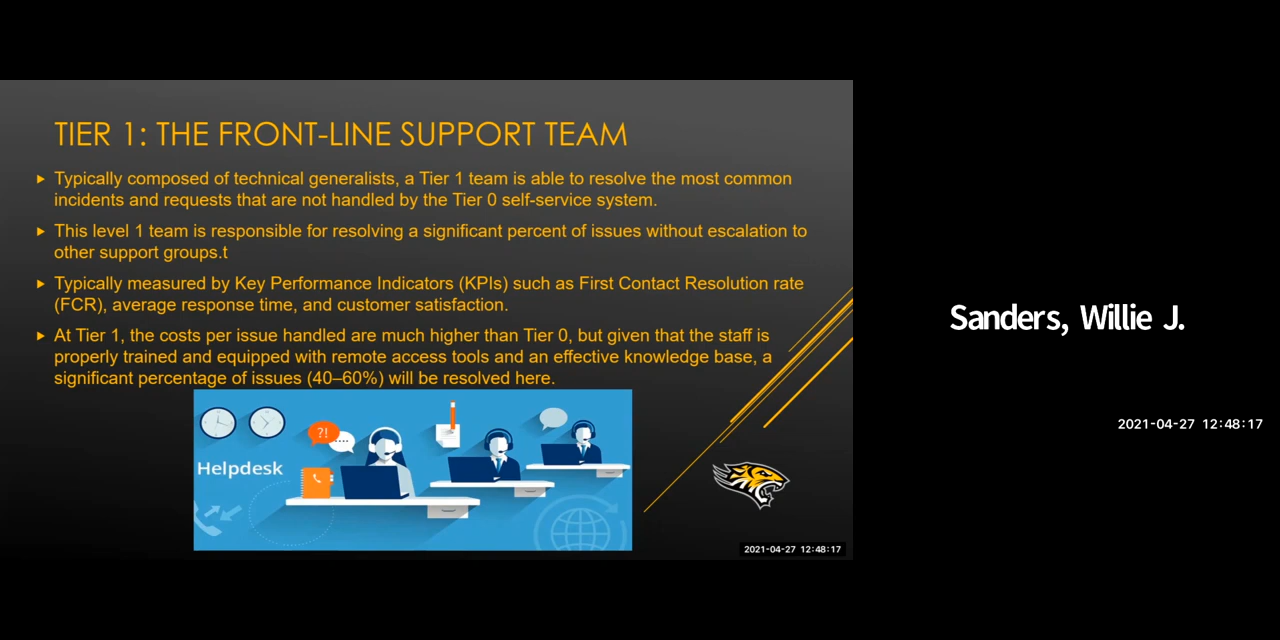 TIER 1: THE FRONT-LINE SUPPORT TEAM
Typically composed of technical generalists, a Tier 1 team is able to resolve the most common
incidents and requests that are not handled by the Tier 0 self-service system.
This level 1 team is responsible for resolving a significant percent of issues without escalation to
other support groups.t
Typically measured by Key Performance Indicators (KPIs) such as First Contact Resolution rate
(FCR), average response time, and customer satisfaction.
At Tier 1, the costs per issue handled are much higher than Tier 0, but given that the staff is
properly trained and equipped with remote access tools and an effective knowledge base, a
significant percentage of issues (40–60%) will be resolved here.
?!
Helpdesk
2021-04-27 12:48:17
Sanders, Willie J.
2021-04-27 12:48:17